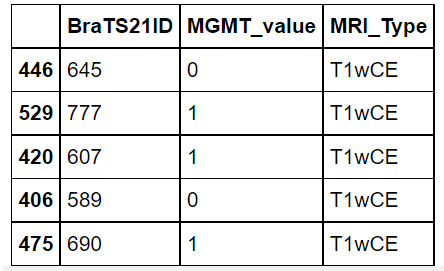 BraTS21ID MGMT_value MRI_Type
446 645 0 T1wCE
529 777 1 T1wCE
420 607 1 T1wCE
406 589 0 T1wCE
475 690 1 T1wCE